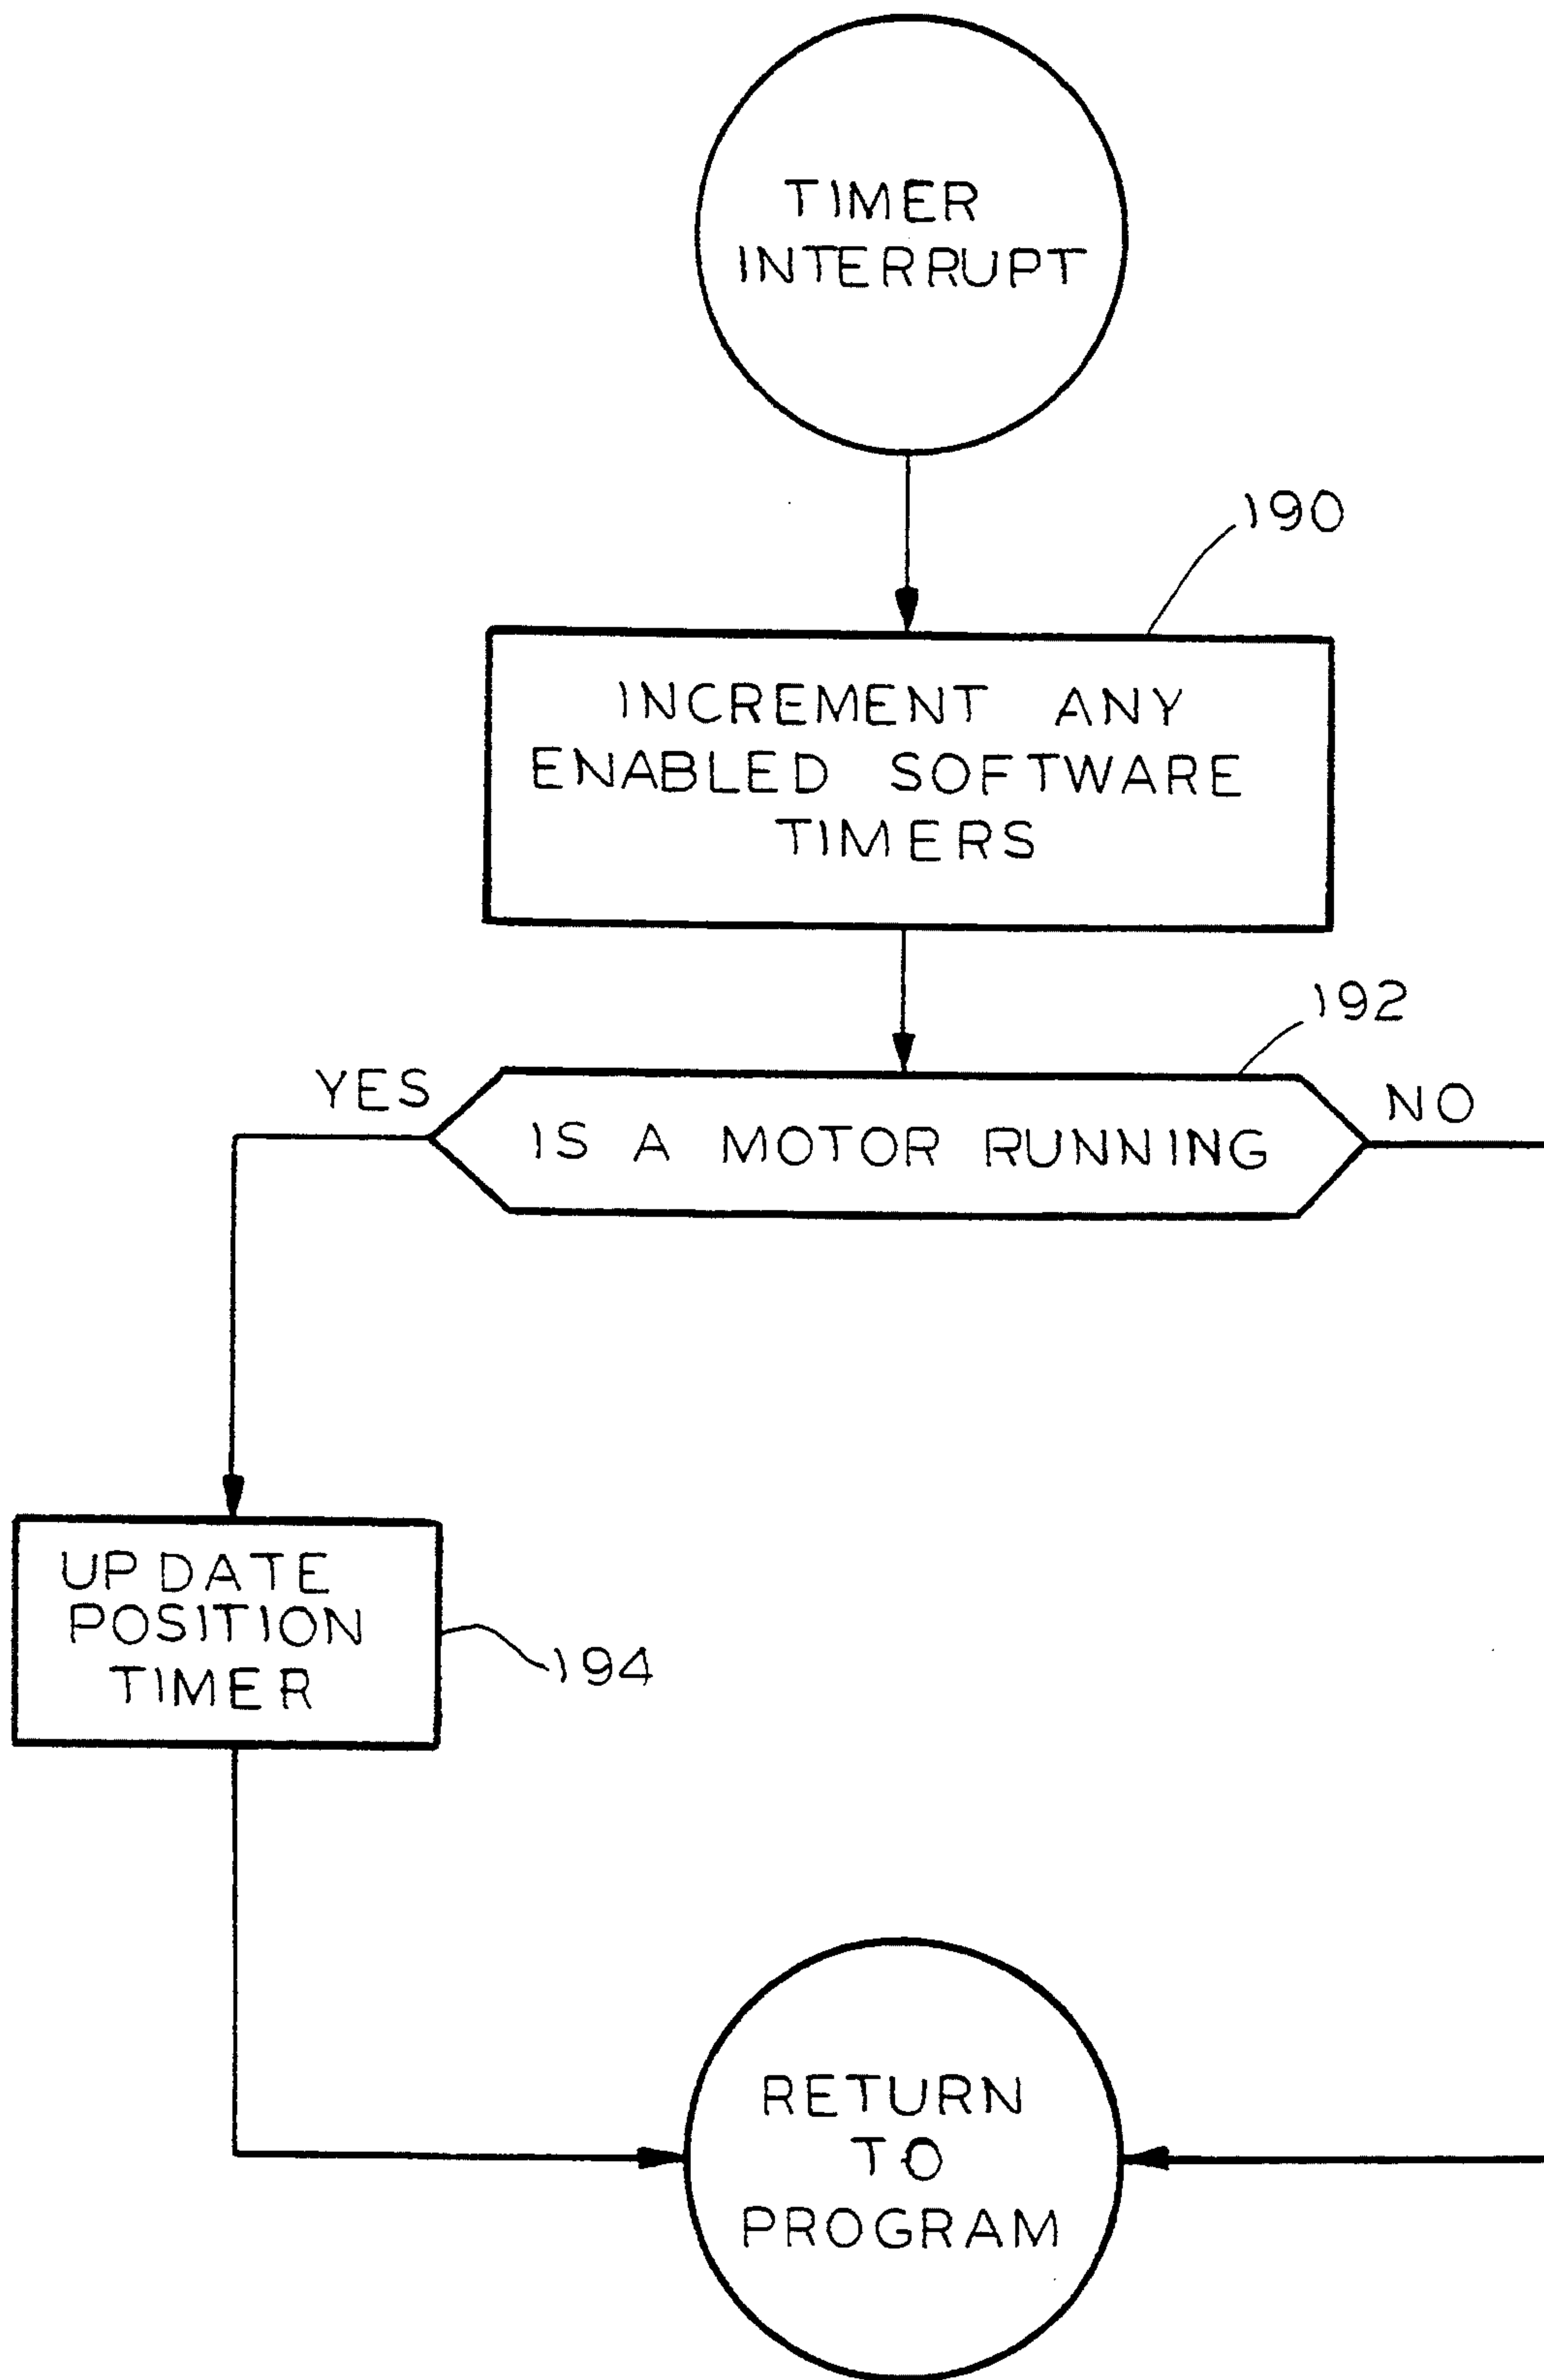 TIMER
INTERRUPT
190
INCREMENT ANY
ENABLED SOFTWARE
TIMERS
192
YES
NO
IS A MOTOR RUNNING
UPDATE
POSITION
TIMER
194
RETURN
TO
PROGRAM